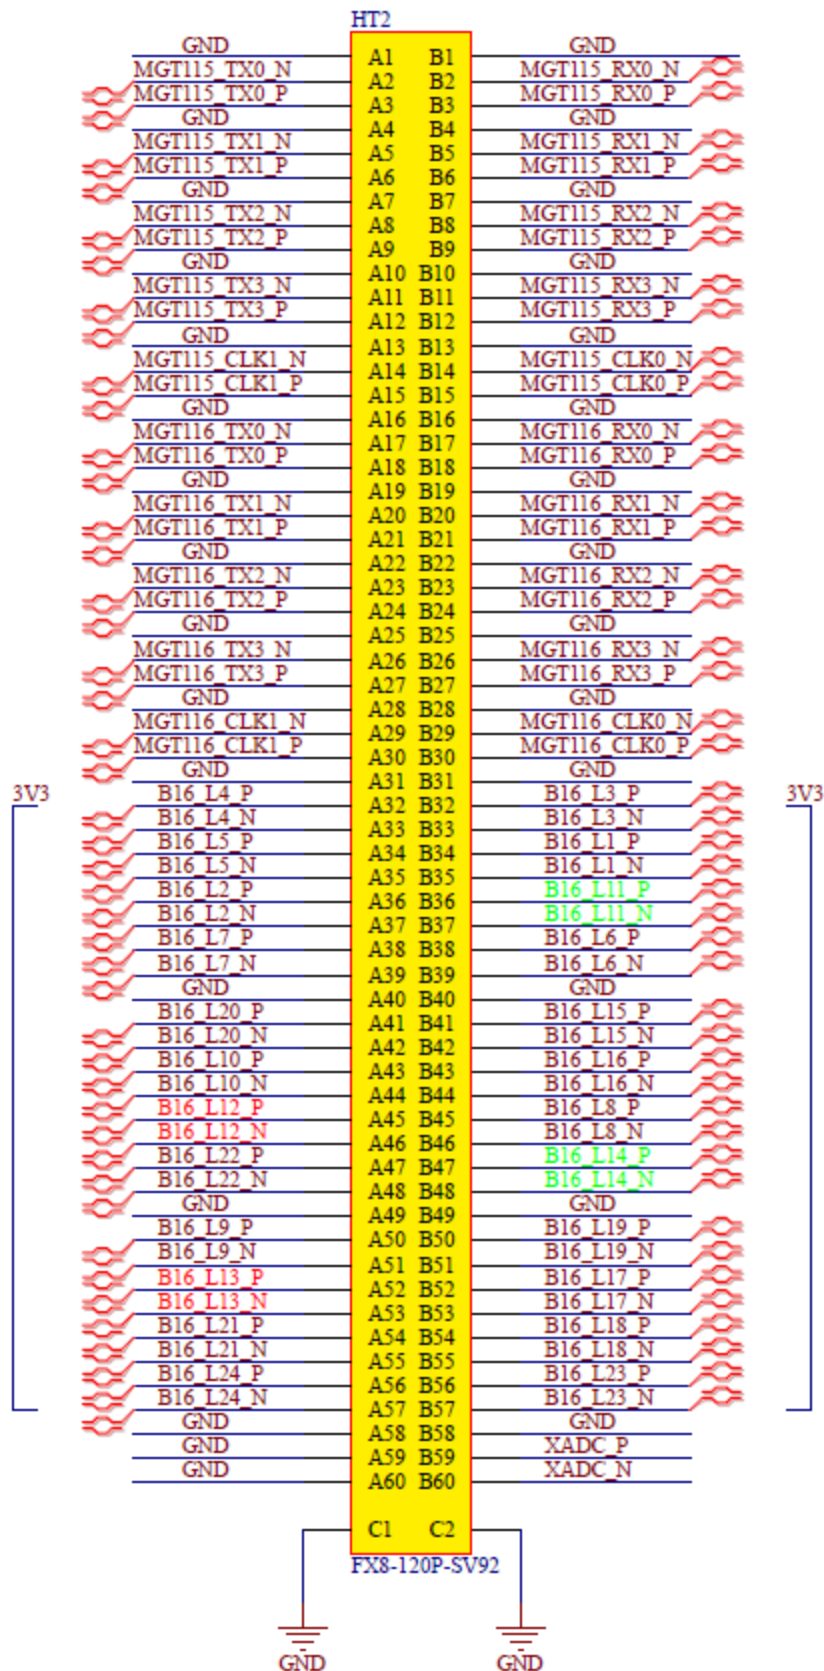 HT2
GND A1 B1 GND
MGT115_TX0_N A2 B2 MGT115_RX0_N
MGT115_TX0_P A3 B3 MGT115_RX0_P
GND A4 B4 GND
MGT115_TX1_N A5 B5 MGT115_RX1_N
MGT115_TX1_P A6 B6 MGT115_RX1_P
GND A7 B7 GND
MGT115_TX2_N A8 B8 MGT115_RX2_N
MGT115_TX2_P A9 B9 MGT115_RX2_P
GND A10 B10 GND
MGT115_TX3_N A11 B11 MGT115_RX3_N
MGT115_TX3_P A12 B12 MGT115_RX3_P
GND A13 B13 GND
MGT115_CLK1_N A14 B14 MGT115_CLK0_N
MGT115_CLK1_P A15 B15 MGT115_CLK0_P
GND A16 B16 GND
MGT116_TX0_N A17 B17 MGT116_RX0_N
MGT116_TX0_P A18 B18 MGT116_RX0_P
GND A19 B19 GND
MGT116_TX1_N A20 B20 MGT116_RX1_N
MGT116_TX1_P A21 B21 MGT116_RX1_P
GND A22 B22 GND
MGT116_TX2_N A23 B23 MGT116_RX2_N
MGT116_TX2_P A24 B24 MGT116_RX2_P
GND A25 B25 GND
MGT116_TX3_N A26 B26 MGT116_RX3_N
MGT116_TX3_P A27 B27 MGT116_RX3_P
GND A28 B28 GND
MGT116_CLK1_N A29 B29 MGT116_CLK0_N
MGT116_CLK1_P A30 B30 MGT116_CLK0_P
GND A31 B31 GND
3V3 B16_L4_P A32 B32 B16_L3_P 3V3
B16_L4_N A33 B33 B16_L3_N
B16_L5_P A34 B34 B16_L1_P
B16_L5_N A35 B35 B16_L1_N
B16_L2_P A36 B36 B16_L11_P
B16_L2_N A37 B37 B16_L11_N
B16_L7_P A38 B38 B16_L6_P
B16_L7_N A39 B39 B16_L6_N
GND A40 B40 GND
B16_L20_P A41 B41 B16_L15_P
B16_L20_N A42 B42 B16_L15_N
B16_L10_P A43 B43 B16_L16_P
B16_L10_N A44 B44 B16_L16_N
B16_L12_P A45 B45 B16_L8_P
B16_L12_N A46 B46 B16_L8_N
B16_L22_P A47 B47 B16_L14_P
B16_L22_N A48 B48 B16_L14_N
GND A49 B49 GND
B16_L9_P A50 B50 B16_L19_P
B16_L9_N A51 B51 B16_L19_N
B16_L13_P A52 B52 B16_L17_P
B16_L13_N A53 B53 B16_L17_N
B16_L21_P A54 B54 B16_L18_P
B16_L21_N A55 B55 B16_L18_N
B16_L24_P A56 B56 B16_L23_P
B16_L24_N A57 B57 B16_L23_N
GND A58 B58 GND
GND A59 B59 XADC_P
GND A60 B60 XADC_N
C1 C2
FX8-120P-SV92
GND GND